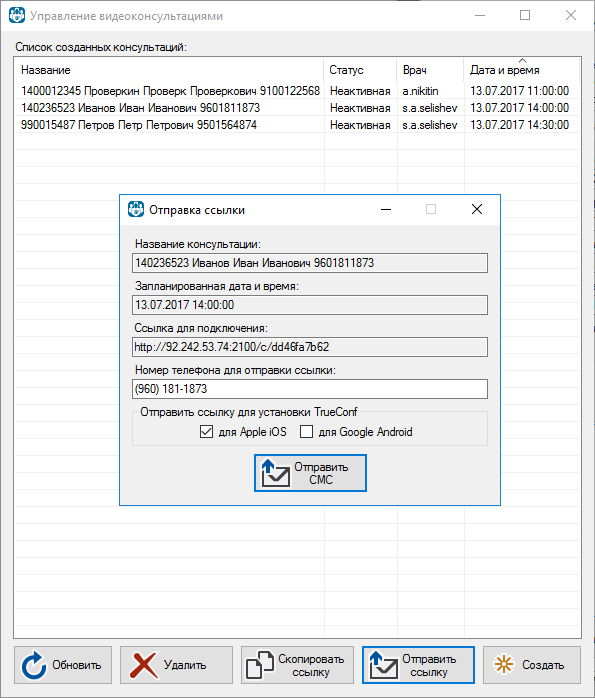 Управление видеоконсультациями
Список созданных консультаций:
Название Статус Врач Дата и время
1400012345 Проверкин Проверк Проверкович 9100122568 Неактивная a.nikitin 13.07.2017 11:00:00
140236523 Иванов Иван Иванович 9601811873 Неактивная s.a.selishev 13.07.2017 14:00:00
990015487 Петров Петр Петрович 9501564874 Неактивная s.a.selishev 13.07.2017 14:30:00
Отправка ссылки
Название консультации:
140236523 Иванов Иван Иванович 9601811873
Запланированная дата и время:
13.07.2017 14:00:00
Ссылка для подключения:
http://92.242.53.74:2100/c/dd46fa7b62
Номер телефона для отправки ссылки:
(960) 181-1873
Отправить ссылку для установки TrueConf
для Apple iOS для Google Android
Отправить
СМС
Обновить
Удалить
Скопировать
ссылку
Отправить
ссылку
Создать